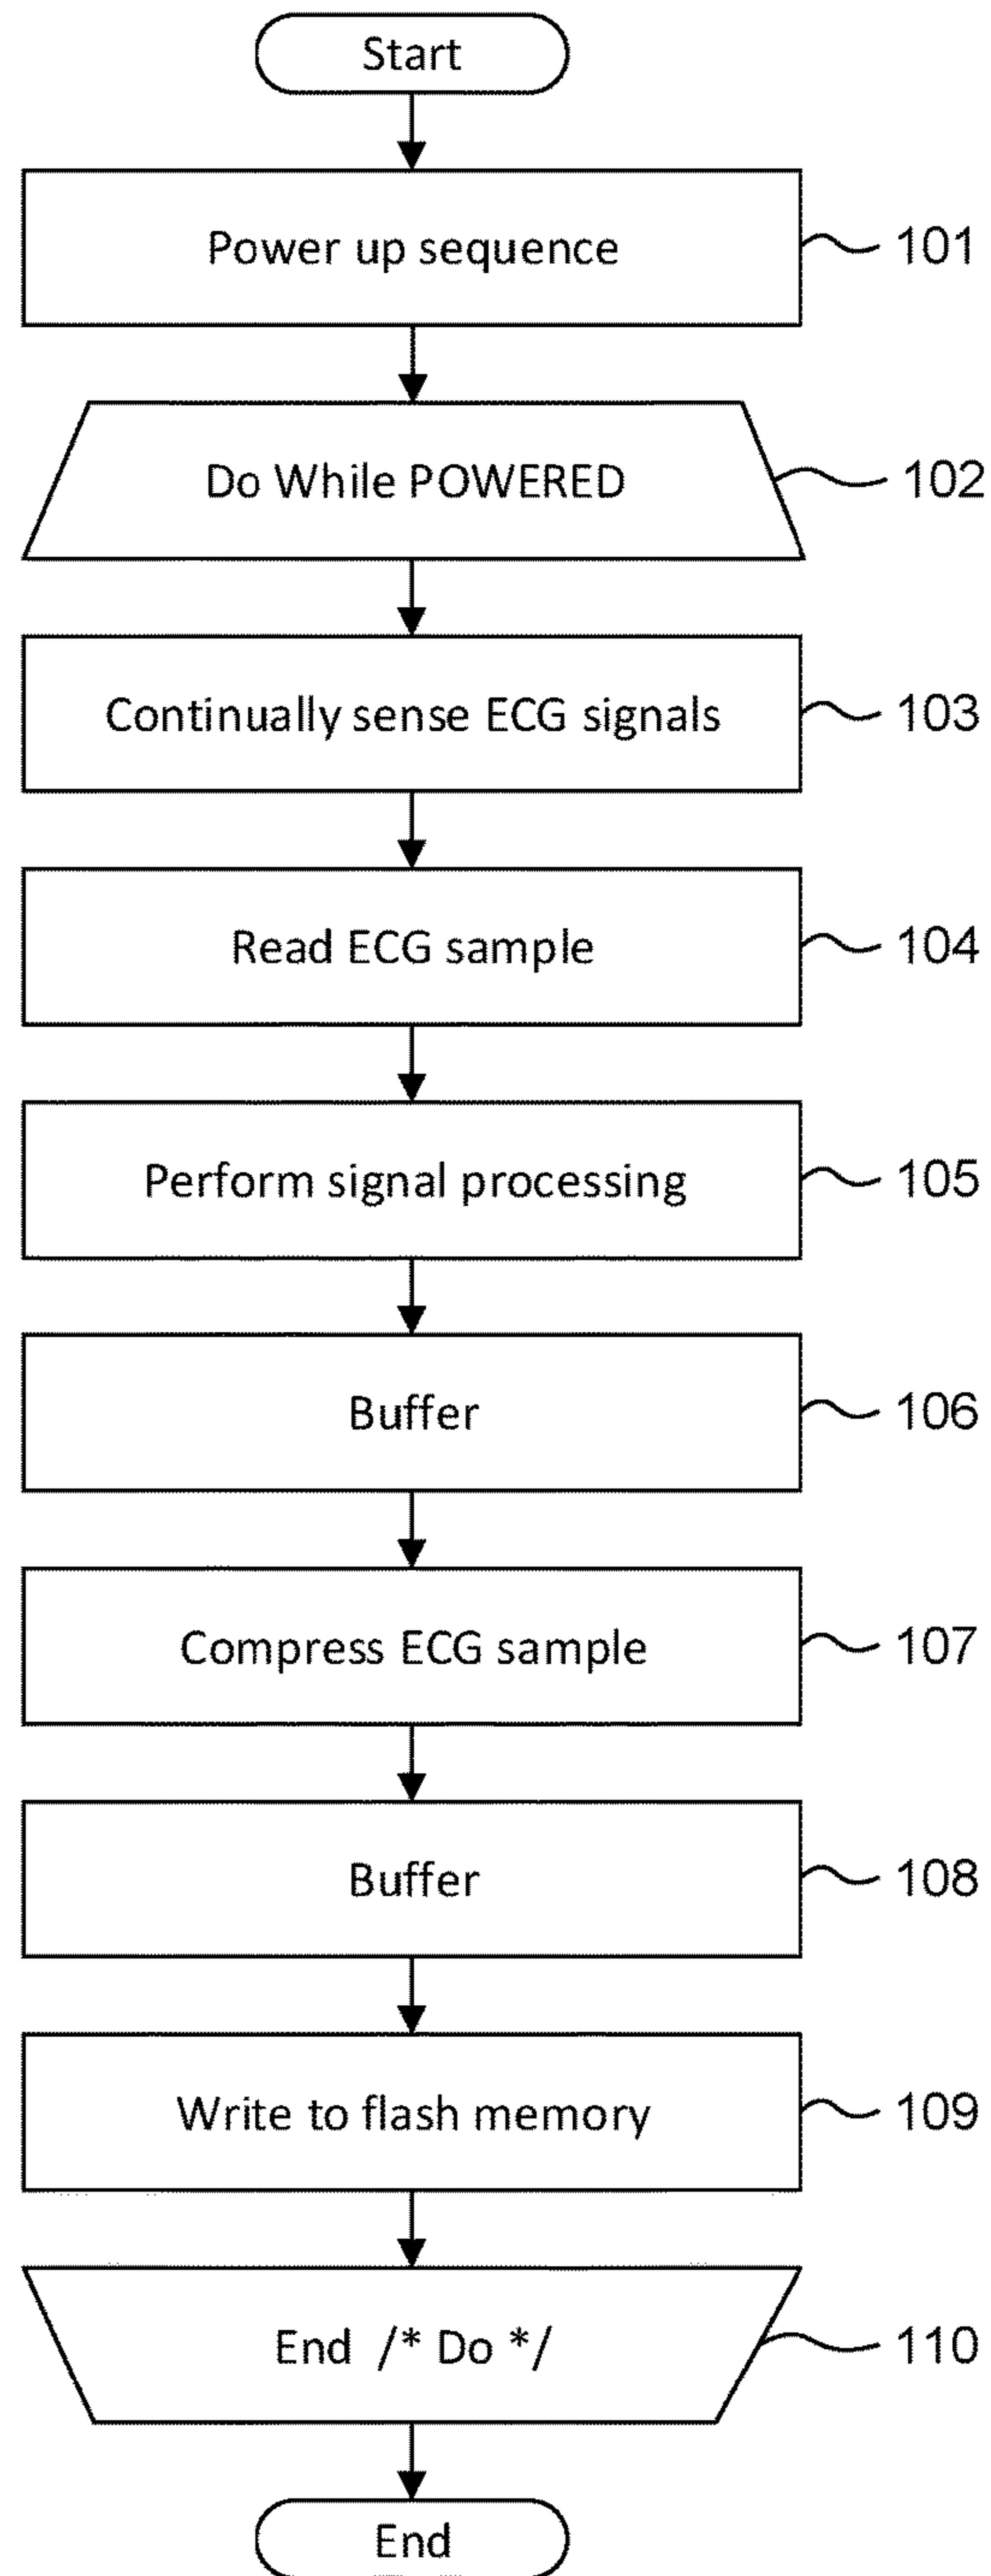 Start
Power up sequence
101
Do While POWERED
102
Continually sense ECG signals
103
Read ECG sample
104
Perform signal processing
105
Buffer
106
Compress ECG sample
107
Buffer
108
Write to flash memory
109
End /* Do */
110
End